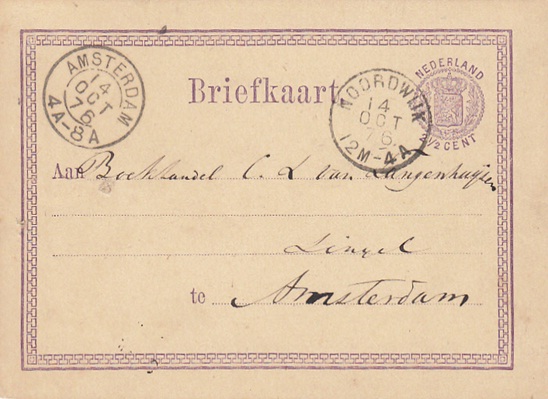 AMSTERDAM
14
OCT
76
4A-8A
Briefkaart
NOORDWIJK
14
OCT
76
12M-4A
NEDERLAND
2½ CENT
Aan Boekhandel C. L van Langenhuijsen
Singel
te Amsterdam